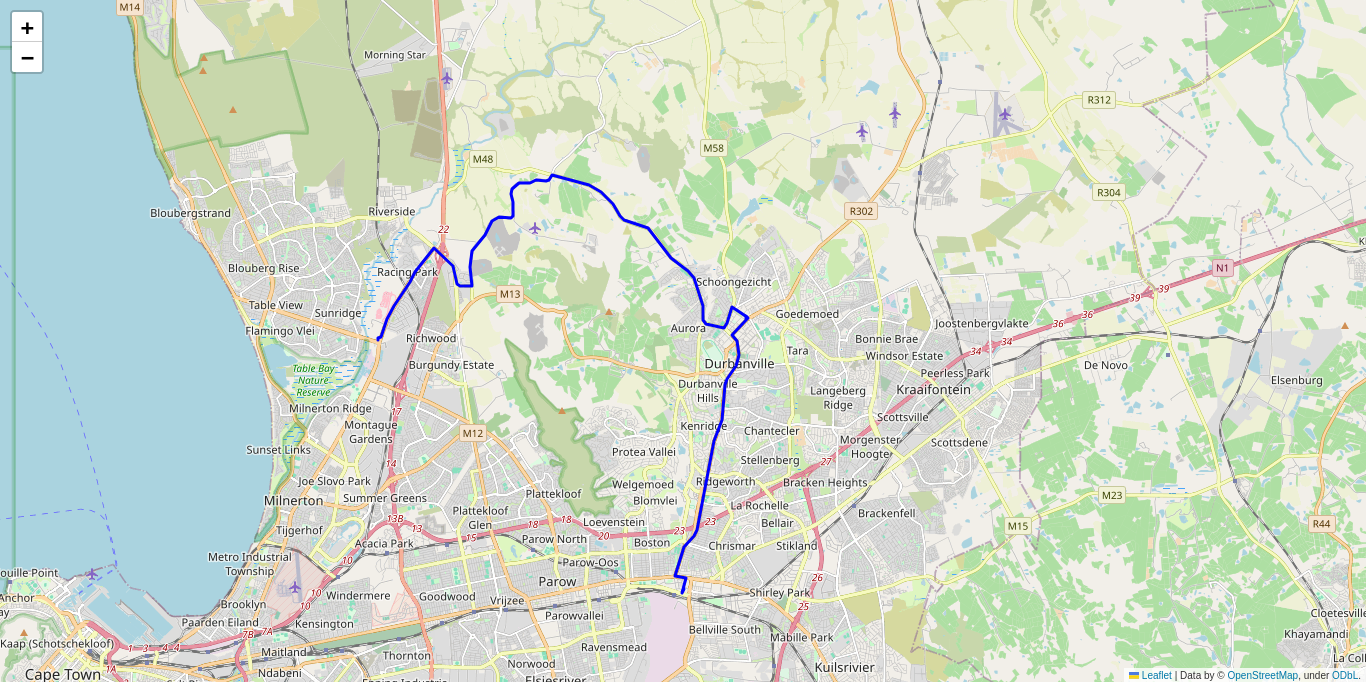 M14
+
−
Morning Star
R312
M48
M58
R304
Bloubergstrand
Riverside
R302
22
N1
Blouberg Rise
Racing Park
Schoongezicht
39
39
M13
Table View
Sunridge
Goedemoed
Joostenbergvlakte
36
36
Flamingo Vlei
Aurora
Richwood
Bonnie Brae
34
34
Tara
Windsor Estate
Table Bay
Nature
Reserve
Burgundy Estate
Durbanville
Peerless Park
De Novo
Durbanville
Hills
Langeberg
Ridge
Kraaifontein
Elsenburg
Milnerton Ridge
17
Scottsville
Montague
Gardens
M12
Kenridge
Chantecler
Morgenster
Hoogte
Scottsdene
Sunset Links
Protea Vallei
14
Stellenberg
27
Joe Slovo Park
Welgemoed
Ridgeworth
Bracken Heights
Milnerton
Summer Greens
Plattekloof
Blomvlei
M23
La Rochelle
Plattekloof
Glen
Brackenfell
13B
13
18
18
Loevenstein
23
23
Bellair
M15
R44
Tijgerhof
Acacia Park
15
Parow North
20
Boston
Chrismar
Stikland
Metro Industrial
Township
10
Parow-Oos
ouille Point
Parow
26
Anchor
Windermere
Goodwood
Vrijzee
Shirley Park
Brooklyn
10
25
Cloetesvill
Paarden Eiland
Kensington
10
Parowvallei
Bellville South
Mabille Park
Khayamandi
7B
7A
Kaap (Schotschekloof)
1
3
4
4
Maitland
Ravensmead
Thornton
Norwood
Kuilsrivier
La Coll
1A
Cape Town
Ndabeni
Elsiesrivier
Leaflet | Data by © OpenStreetMap, under ODbL.